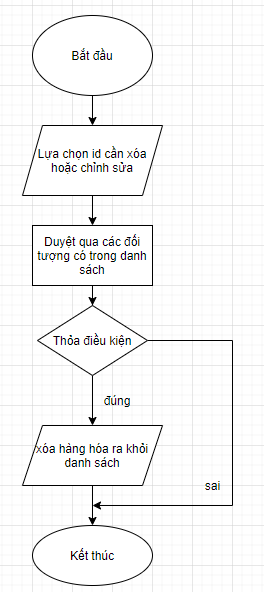 Bắt đầu
Lựa chọn id cần xóa
hoặc chỉnh sửa
Duyệt qua các đối
tượng có trong danh
sách
Thỏa điều kiện
đúng
xóa hàng hóa ra khỏi
danh sách
sai
Kết thúc